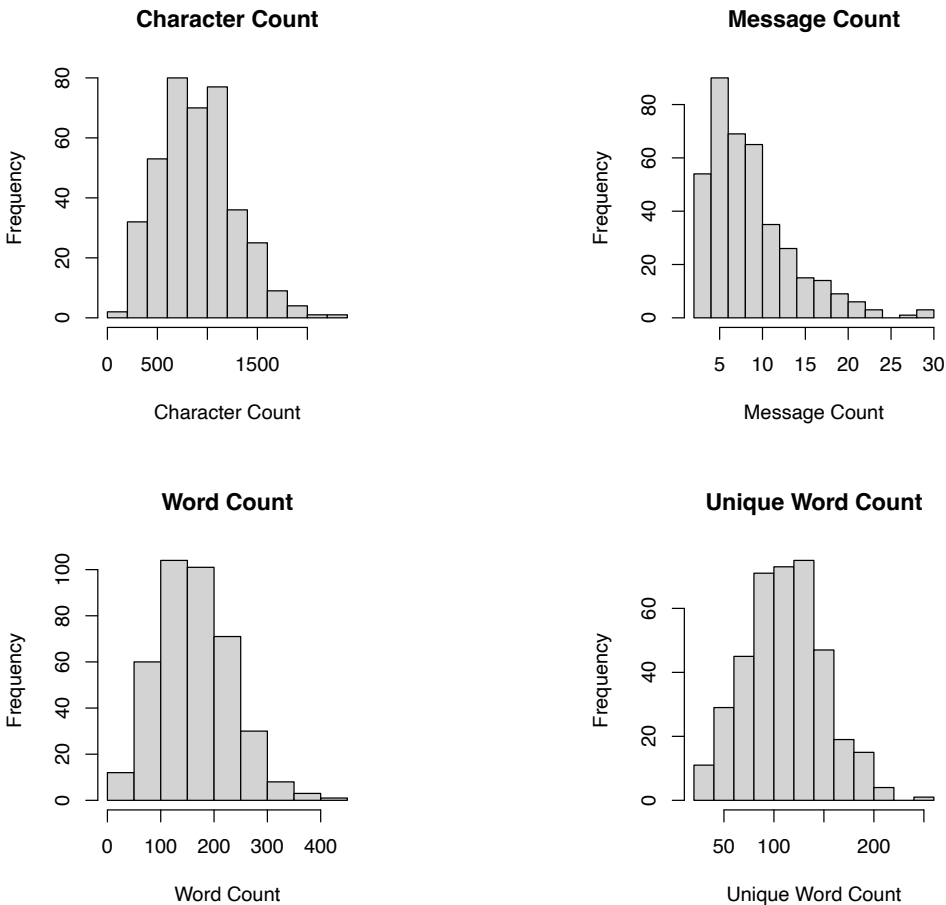 Character Count
Frequency
0 20 40 60 80
0 500 1500
Character Count
Message Count
Frequency
0 20 40 60 80
5 10 15 20 25 30
Message Count
Word Count
Frequency
0 20 40 60 80 100
0 100 200 300 400
Word Count
Unique Word Count
Frequency
0 20 40 60
50 100 200
Unique Word Count